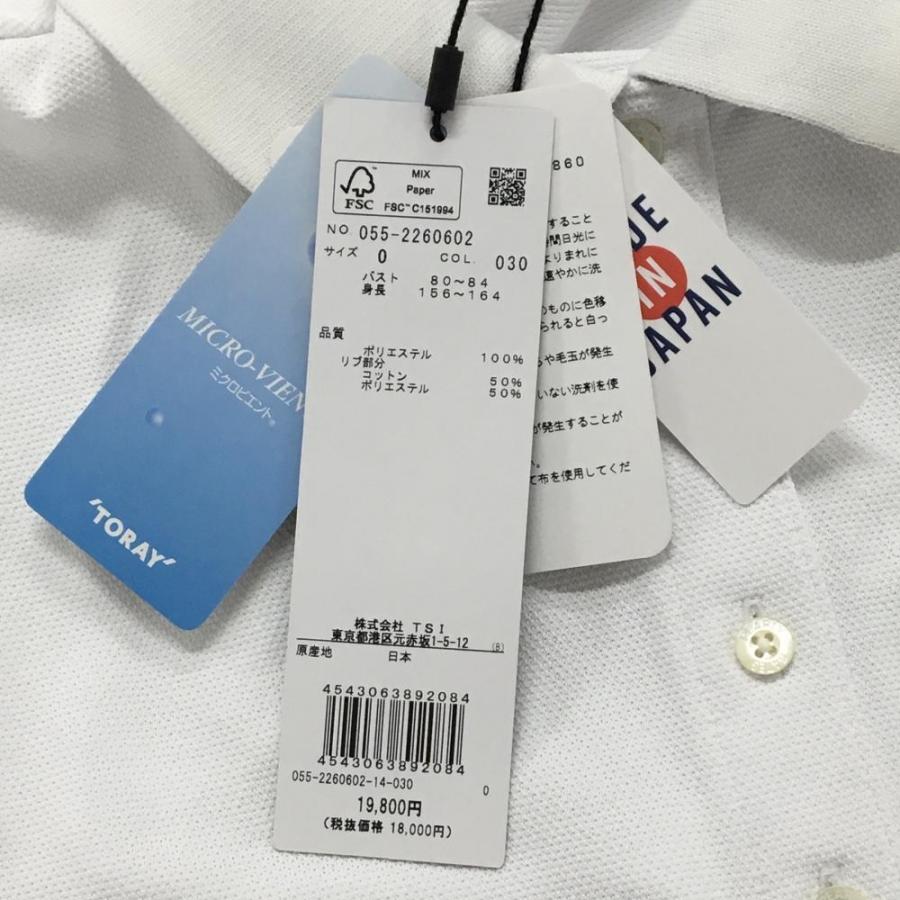 MIX
Paper
FSC™ C151994
FSC
NO. 055-2260602
サイズ 0 COL. 030
バスト 80～84
身長 156～164
品質
ポリエステル 100%
リブ部分
コットン 50%
ポリエステル 50%
株式会社 TSI
東京都港区元赤坂1-5-12 (8)
原産地 日本
4543063892084
4543063892084
055-2260602-14-030 0
19,800円
(税抜価格 18,000円)
MICRO-VIEN
ミクロビエント®
'TORAY'
860
すること
時間日光に
よりまれに
速やかに洗
のものに色移
られると白っ
や毛玉が発生
いない洗剤を使
が発生することが
て布を使用してくだ
DE
IN
JAPAN